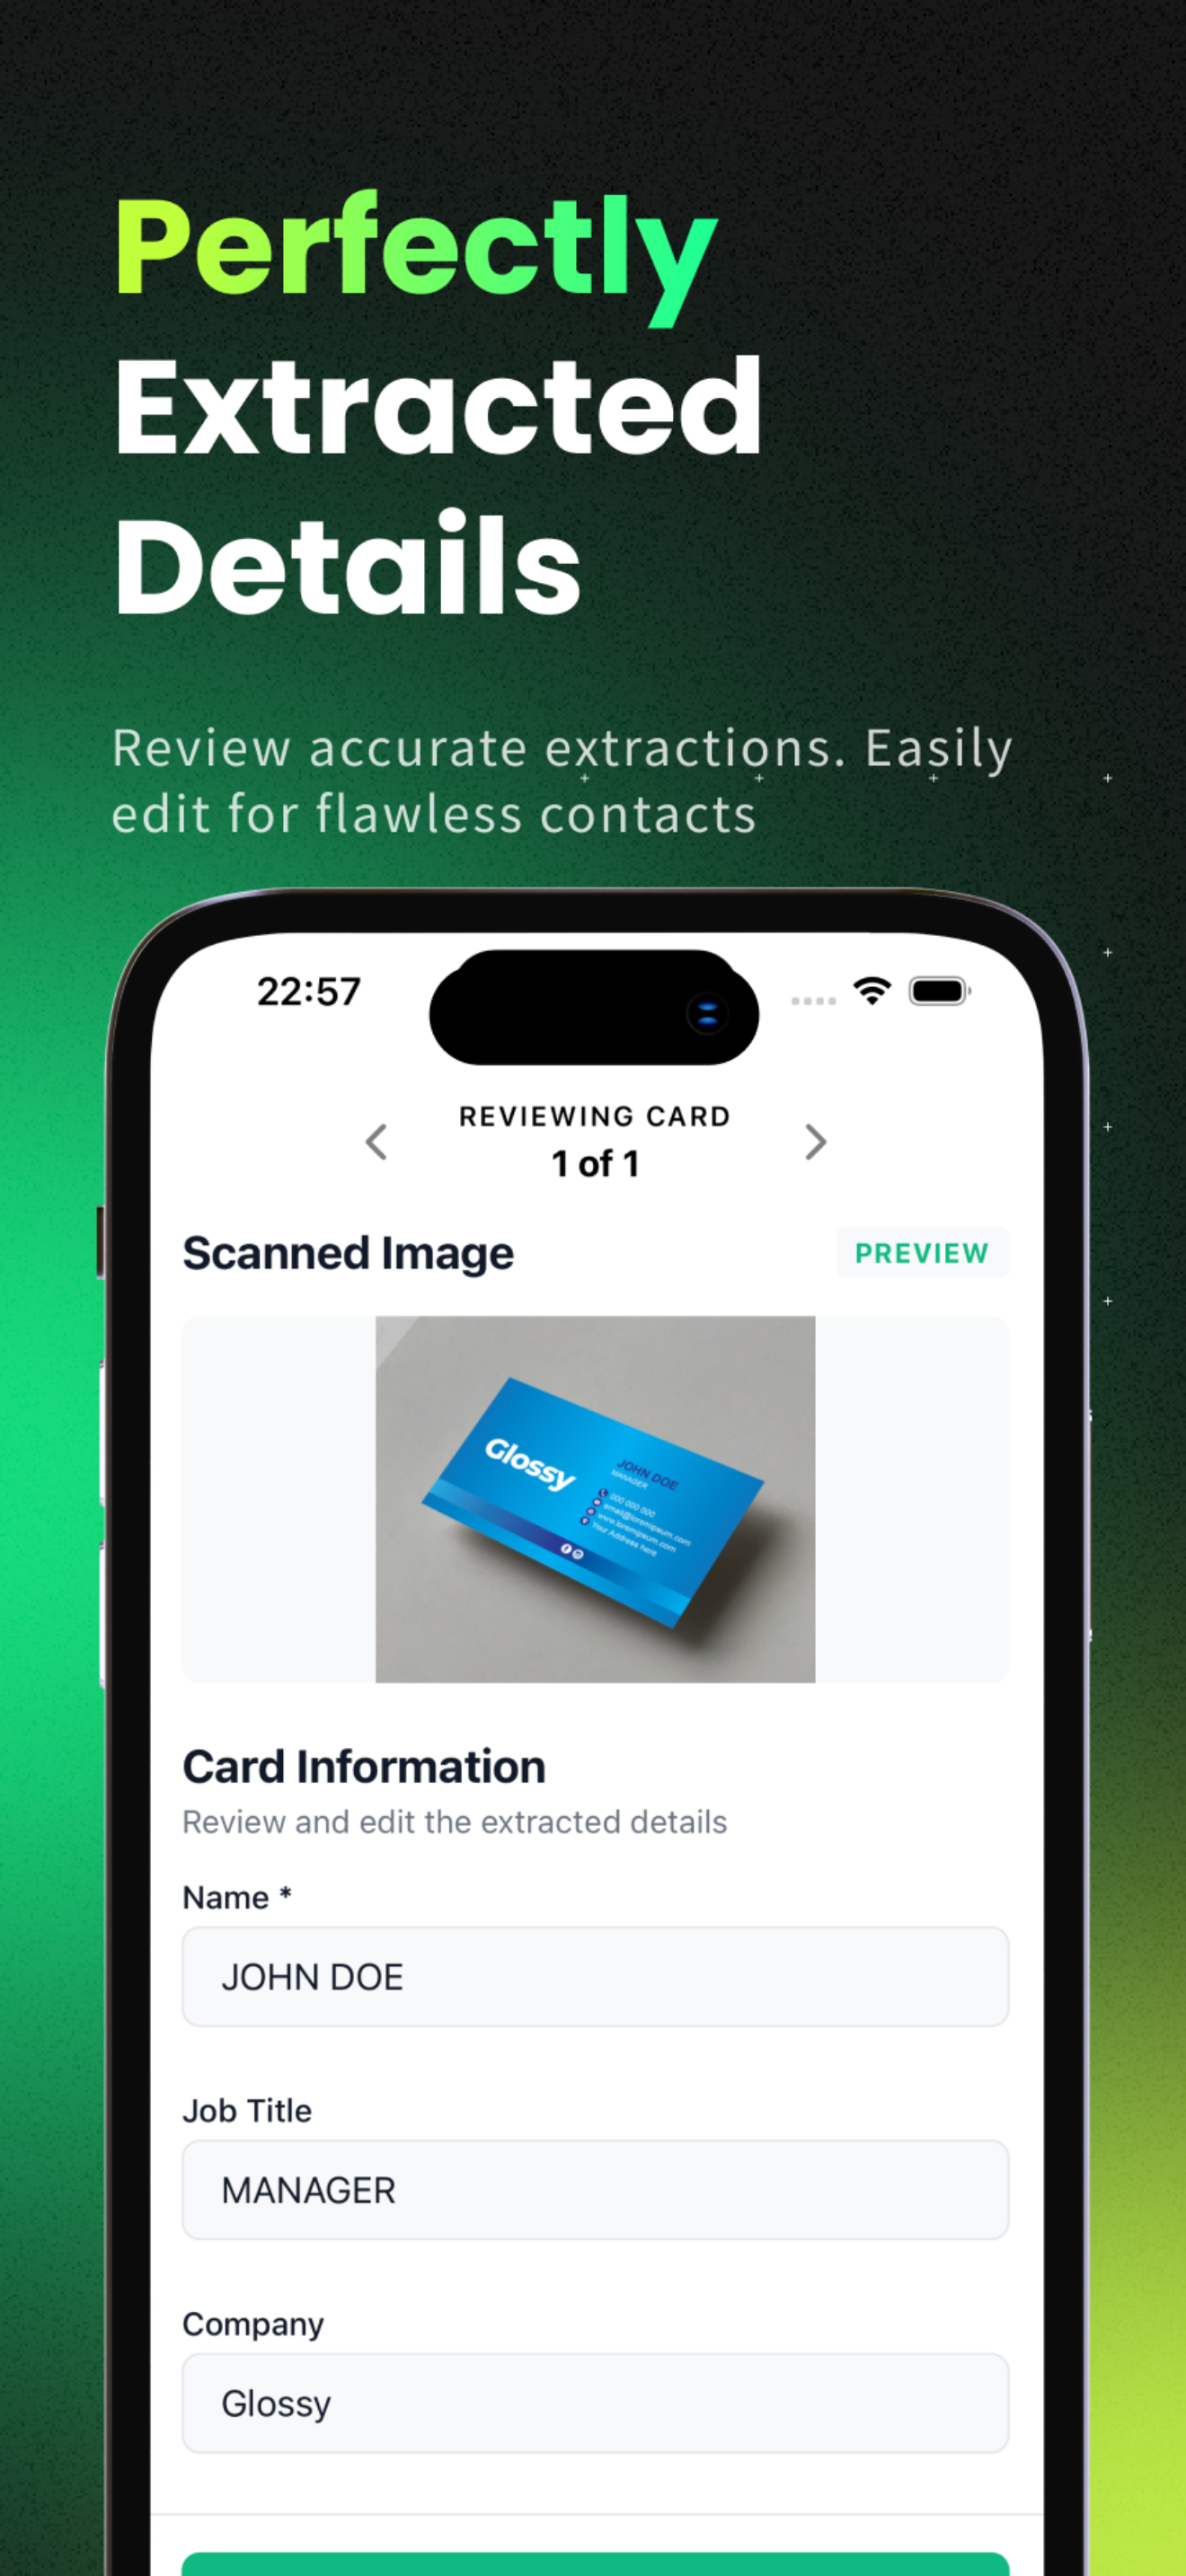 Perfectly
Extracted
Details
Review accurate extractions. Easily
edit for flawless contacts
22:57
REVIEWING CARD
1 of 1
Scanned Image
PREVIEW
Glossy
JOHN DOE
MANAGER
000 000 000
email@loremipsum.com
www.loremipsum.com
Your Address here
Card Information
Review and edit the extracted details
Name *
JOHN DOE
Job Title
MANAGER
Company
Glossy